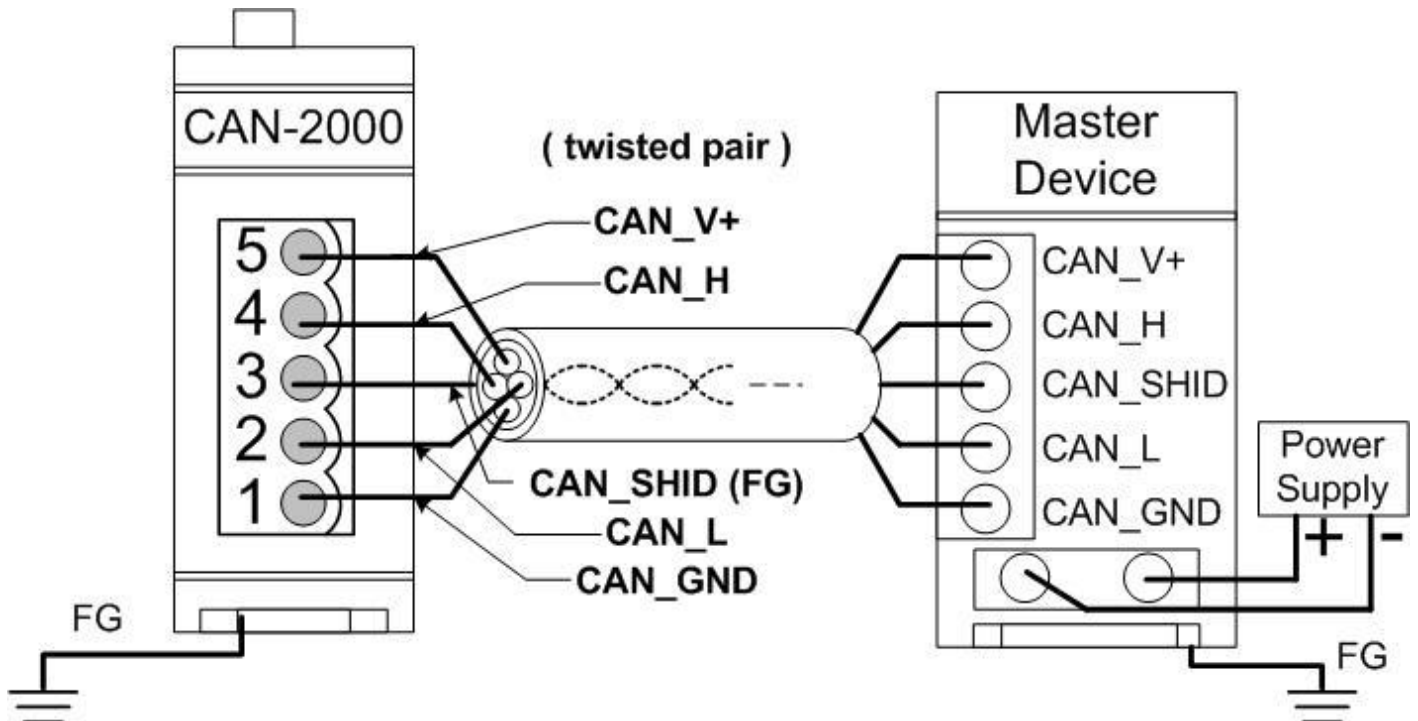 CAN-2000
( twisted pair )
CAN_V+
CAN_H
5
4
3
2
1
CAN_SHID (FG)
CAN_L
CAN_GND
FG
Master
Device
CAN_V+
CAN_H
CAN_SHID
CAN_L
CAN_GND
Power
Supply
+ -
FG